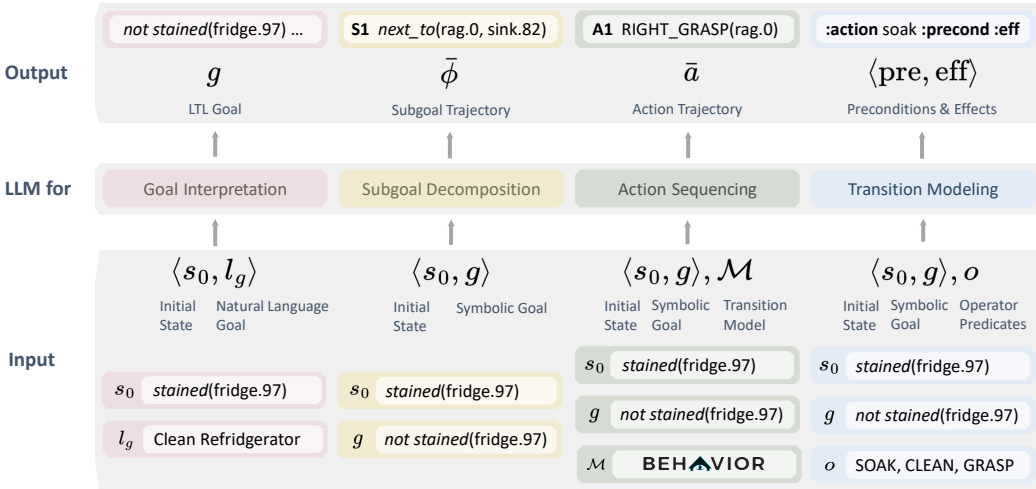 not stained(fridge.97) ...
S1 next_to(rag.0, sink.82)
A1 RIGHT_GRASP(rag.0)
:action soak :precond :eff
Output
g
ϕ̄
ā
⟨pre, eff⟩
LTL Goal
Subgoal Trajectory
Action Trajectory
Preconditions & Effects
LLM for
Goal Interpretation
Subgoal Decomposition
Action Sequencing
Transition Modeling
Input
⟨s₀, l_g⟩
Initial State
Natural Language Goal
s₀ stained(fridge.97)
l_g Clean Refridgerator
⟨s₀, g⟩
Initial State
Symbolic Goal
s₀ stained(fridge.97)
g not stained(fridge.97)
⟨s₀, g⟩, ℳ
Initial State
Symbolic Goal
Transition Model
s₀ stained(fridge.97)
g not stained(fridge.97)
ℳ BEHAVIOR
⟨s₀, g⟩, o
Initial State
Symbolic Goal
Operator Predicates
s₀ stained(fridge.97)
g not stained(fridge.97)
o SOAK, CLEAN, GRASP